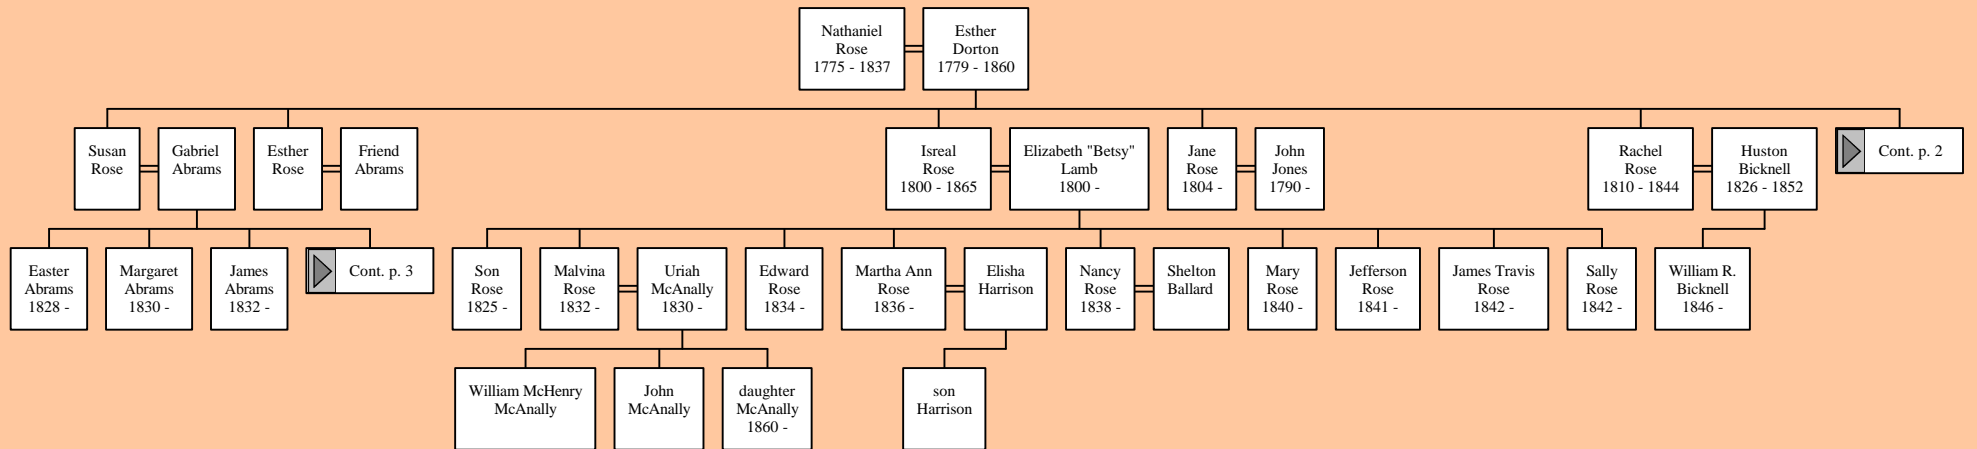 Nathaniel
Rose
1775 - 1837
Esther
Dorton
1779 - 1860
Susan
Rose
Gabriel
Abrams
Esther
Rose
Friend
Abrams
Isreal
Rose
1800 - 1865
Elizabeth "Betsy"
Lamb
1800 -
Jane
Rose
1804 -
John
Jones
1790 -
Rachel
Rose
1810 - 1844
Huston
Bicknell
1826 - 1852
Cont. p. 2
Easter
Abrams
1828 -
Margaret
Abrams
1830 -
James
Abrams
1832 -
Cont. p. 3
Son
Rose
1825 -
Malvina
Rose
1832 -
Uriah
McAnally
1830 -
Edward
Rose
1834 -
Martha Ann
Rose
1836 -
Elisha
Harrison
Nancy
Rose
1838 -
Shelton
Ballard
Mary
Rose
1840 -
Jefferson
Rose
1841 -
James Travis
Rose
1842 -
Sally
Rose
1842 -
William R.
Bicknell
1846 -
William McHenry
McAnally
John
McAnally
daughter
McAnally
1860 -
son
Harrison